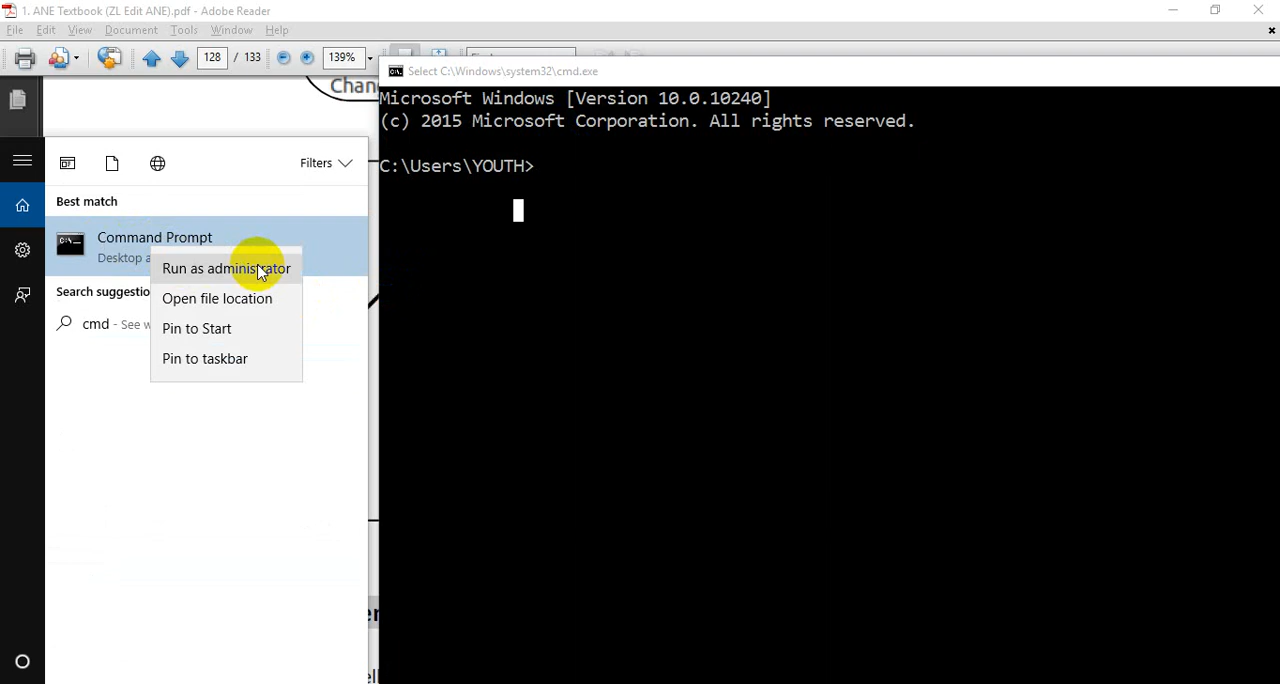 1. ANE Textbook (ZL Edit ANE).pdf - Adobe Reader
File Edit View Document Tools Window Help
128 / 133 139%
Chan
Select C:\Windows\system32\cmd.exe
Microsoft Windows [Version 10.0.10240]
(c) 2015 Microsoft Corporation. All rights reserved.
C:\Users\YOUTH>
Filters
Best match
Command Prompt
Desktop a
Run as administrator
Open file location
Pin to Start
Pin to taskbar
Search suggestio
cmd - See w